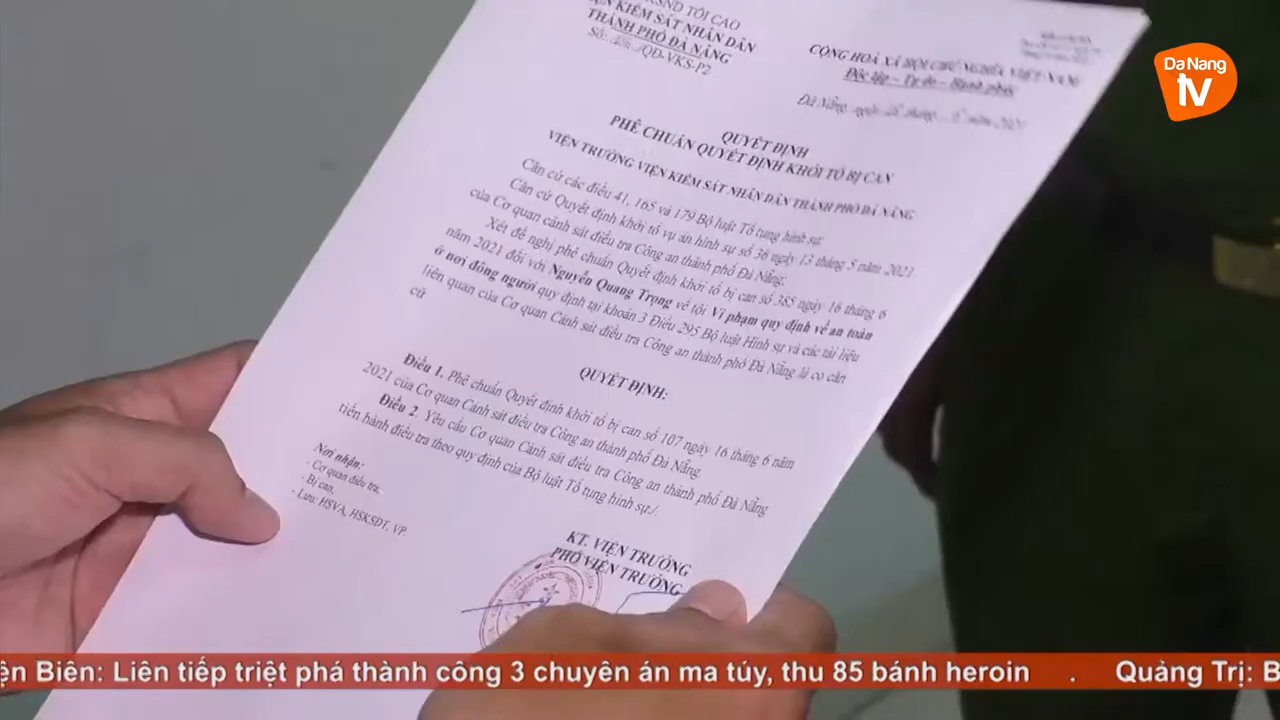 VKSND TỐI CAO
VIỆN KIỂM SÁT NHÂN DÂN
THÀNH PHỐ ĐÀ NẴNG
Số: /QĐ-VKS-P2
CỘNG HOÀ XÃ HỘI CHỦ NGHĨA VIỆT NAM
Độc lập - Tự do - Hạnh phúc
Đà Nẵng, ngày tháng năm 2021
QUYẾT ĐỊNH
PHÊ CHUẨN QUYẾT ĐỊNH KHỞI TỐ BỊ CAN
VIỆN TRƯỞNG VIỆN KIỂM SÁT NHÂN DÂN THÀNH PHỐ ĐÀ NẴNG
Căn cứ các điều 41, 165 và 179 Bộ luật Tố tụng hình sự;
Căn cứ Quyết định khởi tố vụ án hình sự số 36 ngày 13 tháng 5 năm 2021
của Cơ quan cảnh sát điều tra Công an thành phố Đà Nẵng;
Xét đề nghị phê chuẩn Quyết định khởi tố bị can số 385 ngày 16 tháng 6
năm 2021 đối với Nguyễn Quang Trọng về tội Vi phạm quy định về an toàn
ở nơi đông người quy định tại khoản 3 Điều 295 Bộ luật Hình sự và các tài liệu
liên quan của Cơ quan Cảnh sát điều tra Công an thành phố Đà Nẵng là có căn
cứ
QUYẾT ĐỊNH:
Điều 1. Phê chuẩn Quyết định khởi tố bị can số 107 ngày 16 tháng 6 năm
2021 của Cơ quan Cảnh sát điều tra Công an thành phố Đà Nẵng
Điều 2. Yêu cầu Cơ quan Cảnh sát điều tra Công an thành phố Đà Nẵng
tiến hành điều tra theo quy định của Bộ luật Tố tụng hình sự./.
Nơi nhận:
- Cơ quan điều tra,
- Bị can,
- Lưu: HSVA, HSKSĐT, VP.
KT. VIỆN TRƯỞNG
PHÓ VIỆN TRƯỞNG
Da Nang
TV
ện Biên: Liên tiếp triệt phá thành công 3 chuyên án ma túy, thu 85 bánh heroin . Quảng Trị: B